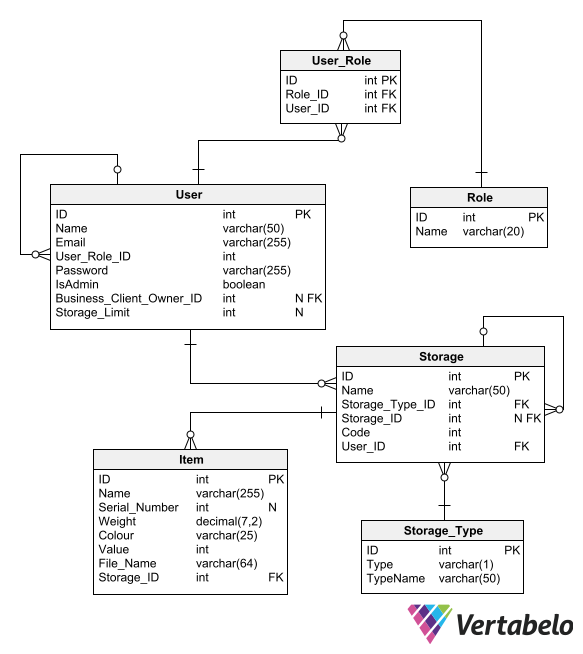 User_Role
ID int PK
Role_ID int FK
User_ID int FK
User
ID int PK
Name varchar(50)
Email varchar(255)
User_Role_ID int
Password varchar(255)
IsAdmin boolean
Business_Client_Owner_ID int N FK
Storage_Limit int N
Role
ID int PK
Name varchar(20)
Storage
ID int PK
Name varchar(50)
Storage_Type_ID int FK
Storage_ID int N FK
Code int
User_ID int FK
Item
ID int PK
Name varchar(255)
Serial_Number int N
Weight decimal(7,2)
Colour varchar(25)
Value int
File_Name varchar(64)
Storage_ID int FK
Storage_Type
ID int PK
Type varchar(1)
TypeName varchar(50)
Vertabelo